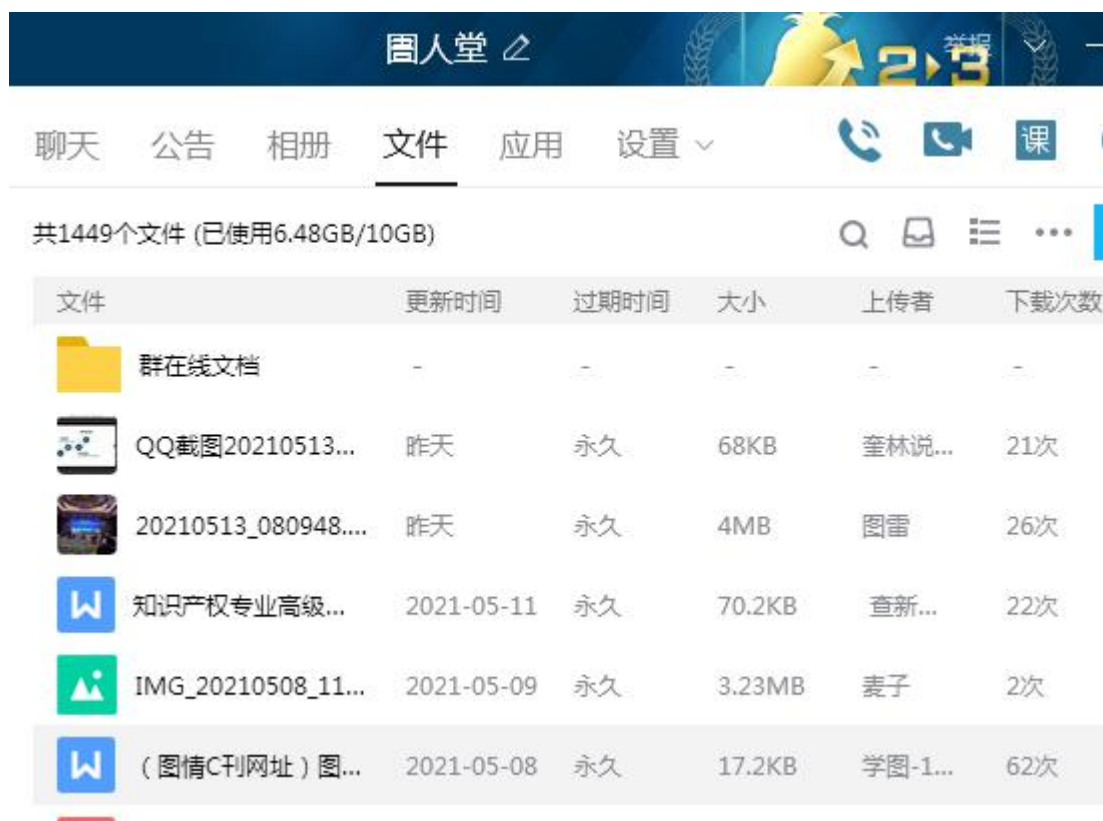 圕人堂
举报
2 3
聊天 公告 相册 文件 应用 设置 课
共1449个文件 (已使用6.48GB/10GB)
文件 更新时间 过期时间 大小 上传者 下载次数
群在线文档 - - - - -
QQ截图20210513... 昨天 永久 68KB 奎林说... 21次
20210513_080948.... 昨天 永久 4MB 图雷 26次
知识产权专业高级... 2021-05-11 永久 70.2KB 查新... 22次
IMG_20210508_11... 2021-05-09 永久 3.23MB 麦子 2次
(图情C刊网址)图... 2021-05-08 永久 17.2KB 学图-1... 62次